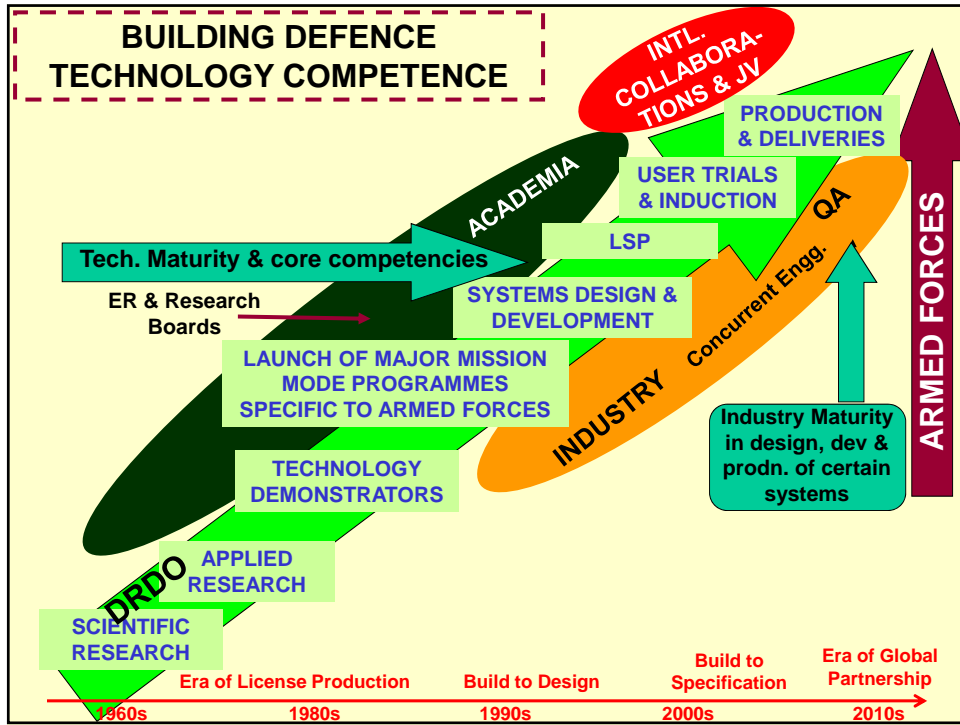 BUILDING DEFENCE
TECHNOLOGY COMPETENCE
INTL.
COLLABORA-
TIONS & JV
PRODUCTION
& DELIVERIES
USER TRIALS
& INDUCTION
ACADEMIA
QA
LSP
Tech. Maturity & core competencies
ER & Research
Boards
SYSTEMS DESIGN &
DEVELOPMENT
Concurrent Engg.
ARMED FORCES
LAUNCH OF MAJOR MISSION
MODE PROGRAMMES
SPECIFIC TO ARMED FORCES
INDUSTRY
Industry Maturity
in design, dev &
prodn. of certain
systems
TECHNOLOGY
DEMONSTRATORS
DRDO
APPLIED
RESEARCH
SCIENTIFIC
RESEARCH
Era of License Production
Build to Design
Build to
Specification
Era of Global
Partnership
1960s 1980s 1990s 2000s 2010s